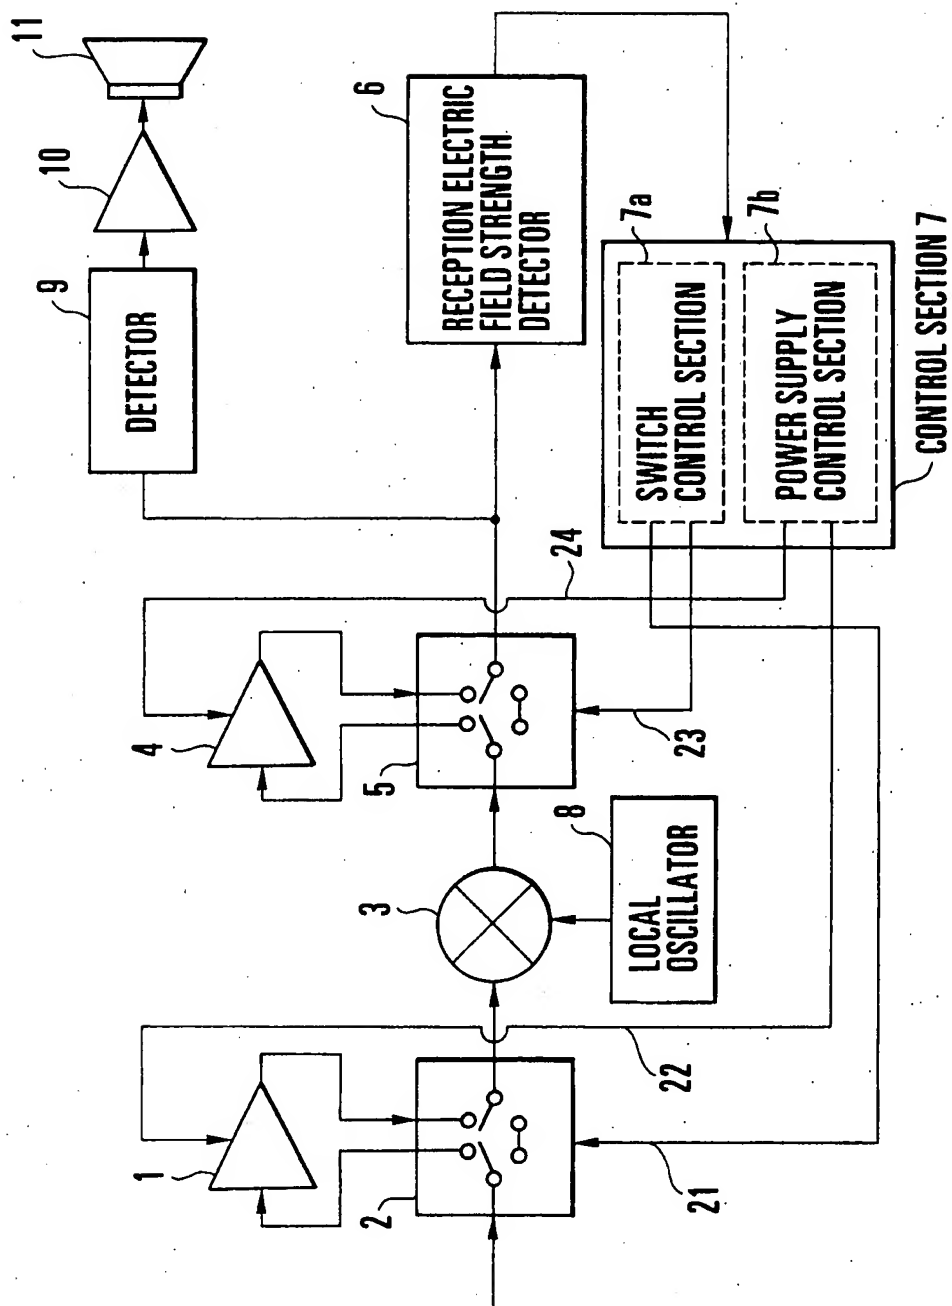 11
10
9
DETECTOR
6
RECEPTION ELECTRIC
FIELD STRENGTH
DETECTOR
7a
SWITCH
CONTROL SECTION
7b
POWER SUPPLY
CONTROL SECTION
CONTROL SECTION 7
24
4
5
23
3
8
LOCAL
OSCILLATOR
1
2
22
21